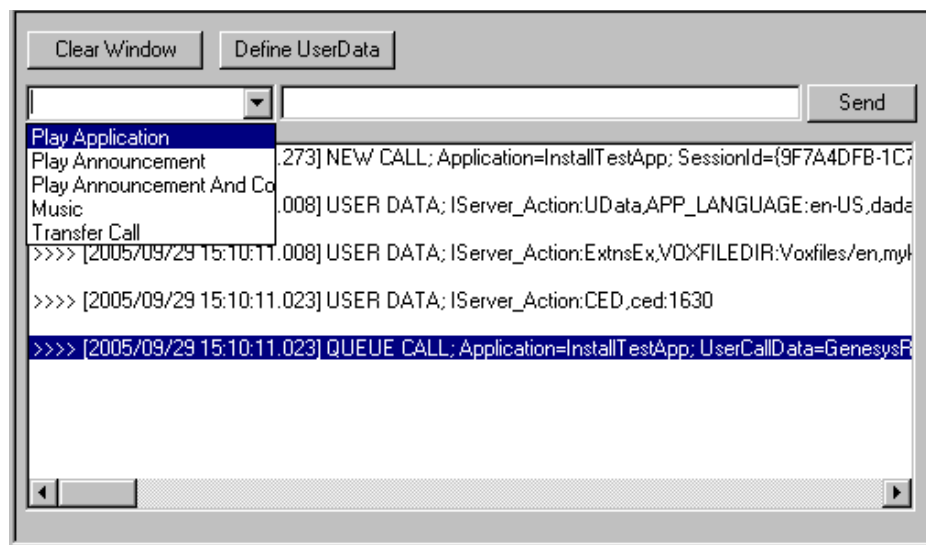 Clear Window Define UserData
Send
Play Application
Play Announcement
Play Announcement And Co
Music
Transfer Call
.273] NEW CALL; Application=InstallTestApp; SessionId={9F7A4DFB-1C7
.008] USER DATA; IServer_Action:UData,APP_LANGUAGE:en-US,dada
>>>> [2005/09/29 15:10:11.008] USER DATA; IServer_Action:ExtnsEx,VOXFILEDIR:Voxfiles/en,myk
>>>> [2005/09/29 15:10:11.023] USER DATA; IServer_Action:CED,ced:1630
>>>> [2005/09/29 15:10:11.023] QUEUE CALL; Application=InstallTestApp; UserCallData=GenesysR